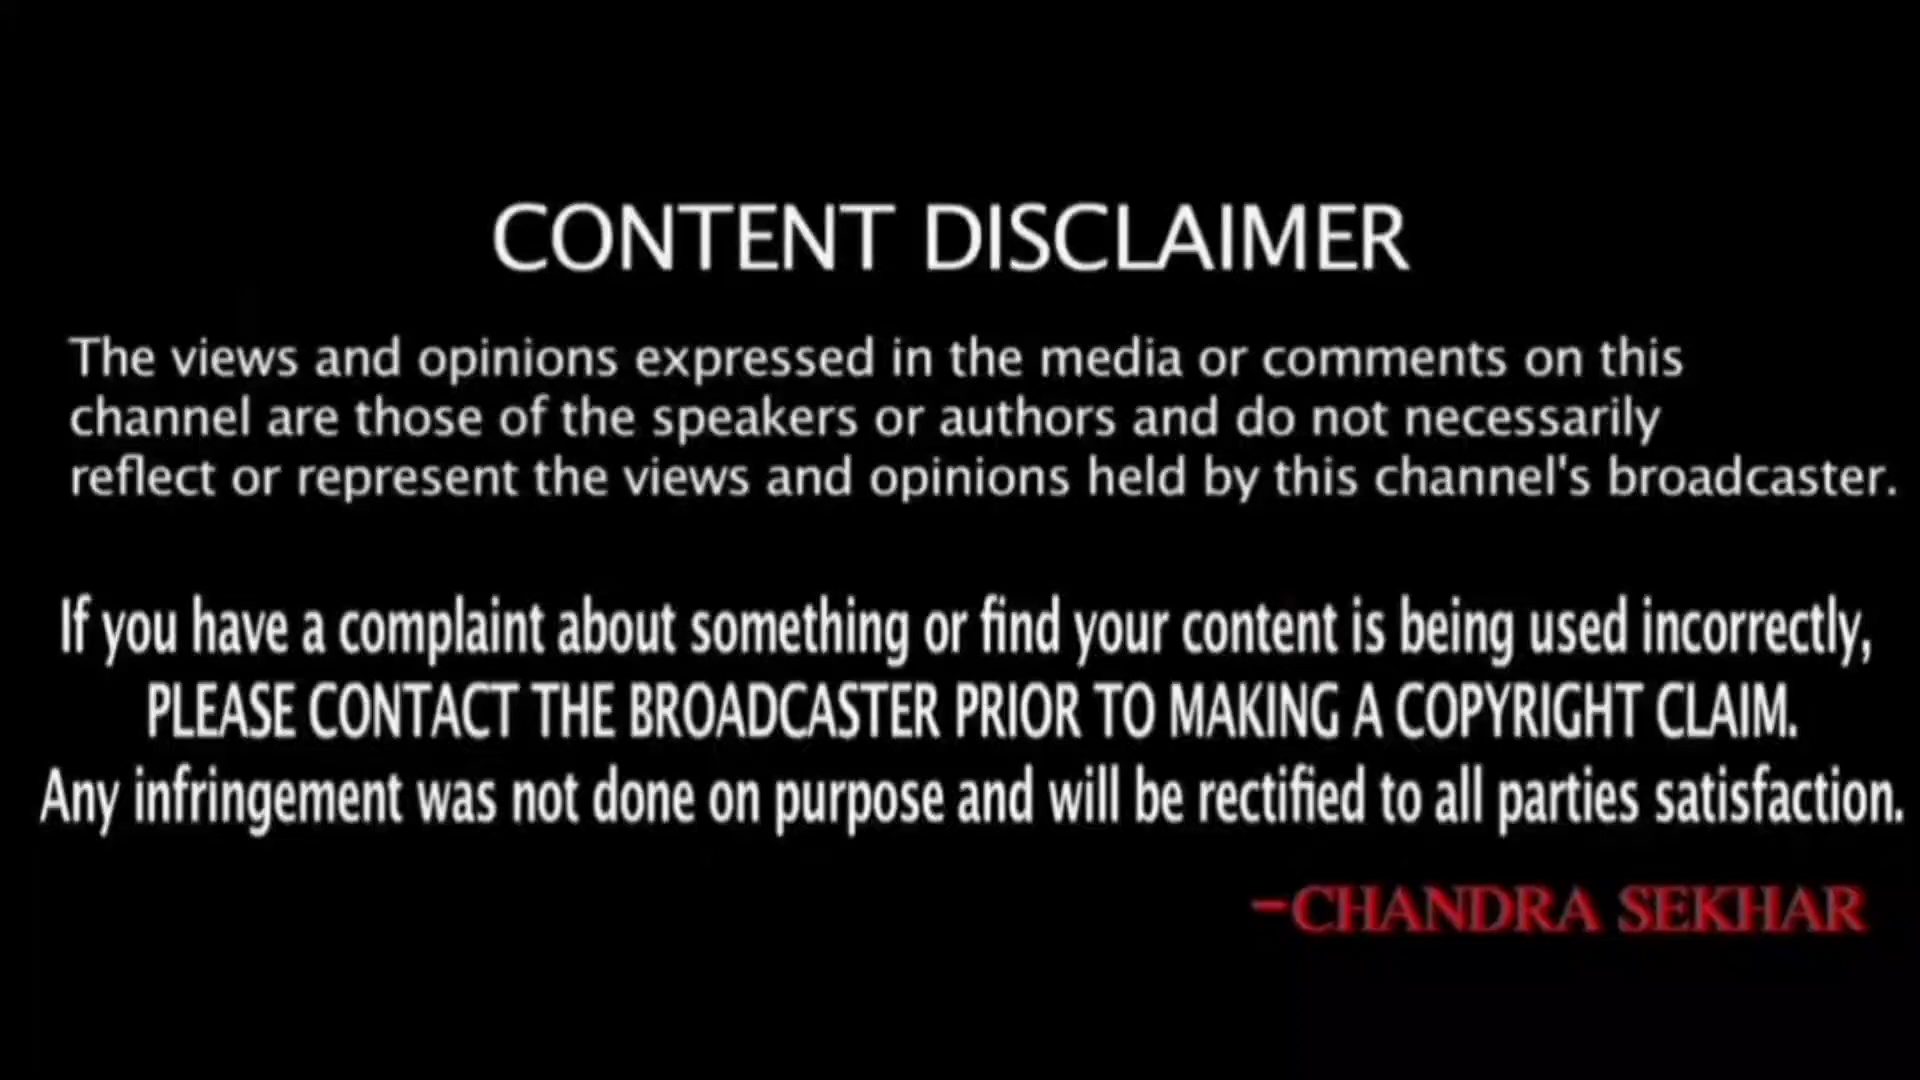 CONTENT DISCLAIMER
The views and opinions expressed in the media or comments on this
channel are those of the speakers or authors and do not necessarily
reflect or represent the views and opinions held by this channel's broadcaster.
If you have a complaint about something or find your content is being used incorrectly,
PLEASE CONTACT THE BROADCASTER PRIOR TO MAKING A COPYRIGHT CLAIM.
Any infringement was not done on purpose and will be rectified to all parties satisfaction.
-CHANDRA SEKHAR